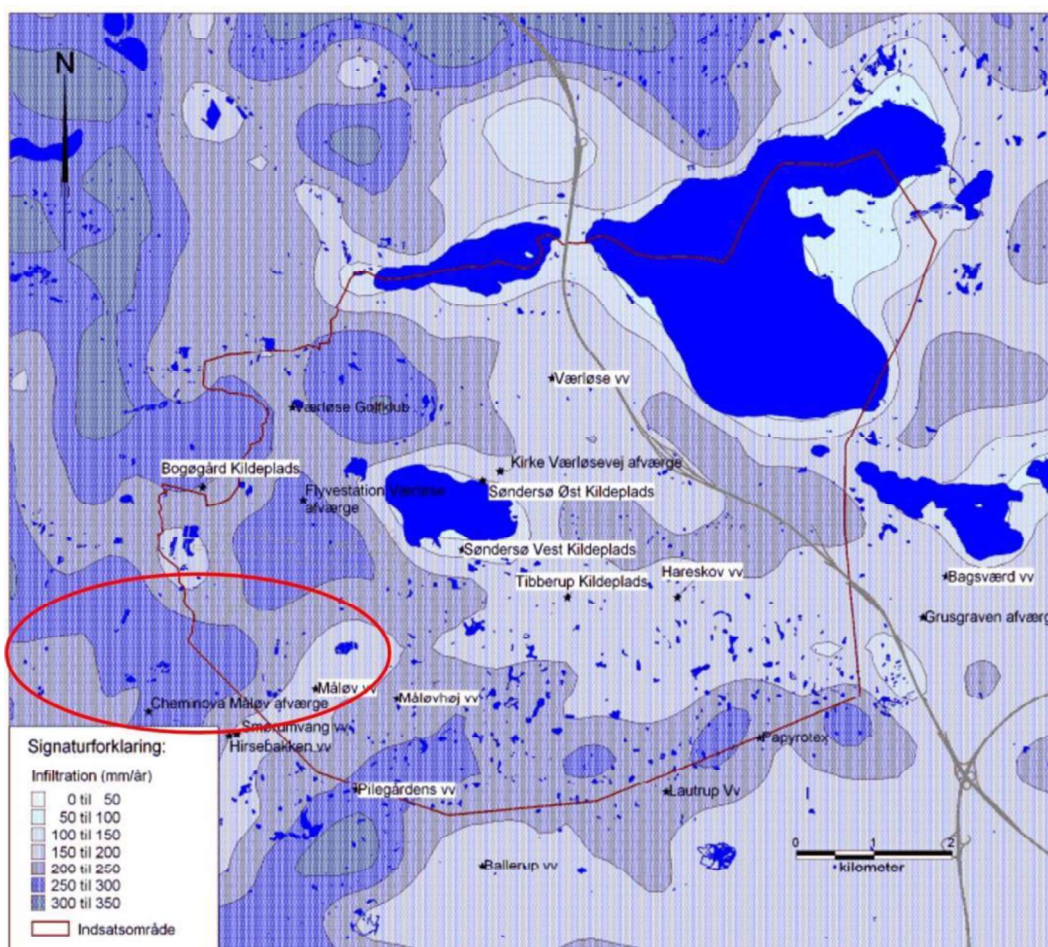 N
Værløse vv
Værløse Golfklub
Kirke Værløsevej afværge
Bogøgård Kildeplads
Søndersø Øst Kildeplads
Flyvestation Værløse
afværge
Søndersø Vest Kildeplads
Hareskov vv
Tibberup Kildeplads
Bagsværd vv
Grusgraven afværge
Måløv vv
Måløvhøj vv
Cheminova Måløv afværge
Smørumvang vv
Hirsebakken vv
Papyrotex
Pilegårdens vv
Lautrup Vv
Ballerup vv
0 1 2
kilometer
Signaturforklaring:
Infiltration (mm/år)
0 til 50
50 til 100
100 til 150
150 til 200
200 til 250
250 til 300
300 til 350
Indsatsområde